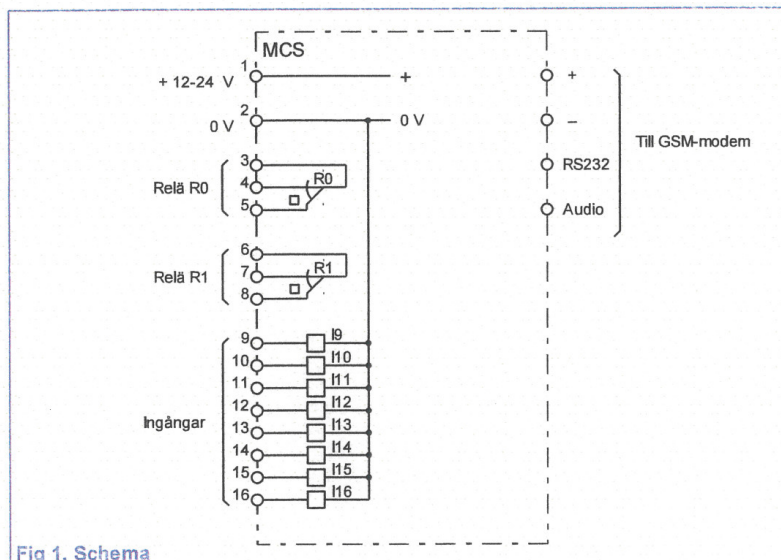 MCS
1
+ 12-24 V
+
+
2
0 V
0 V
–
Till GSM-modem
3
RS232
Relä R0
4
R0
5
Audio
6
Relä R1
7
R1
8
9
I9
10
I10
11
I11
Ingångar
12
I12
13
I13
14
I14
15
I15
16
I16
Fig 1. Schema